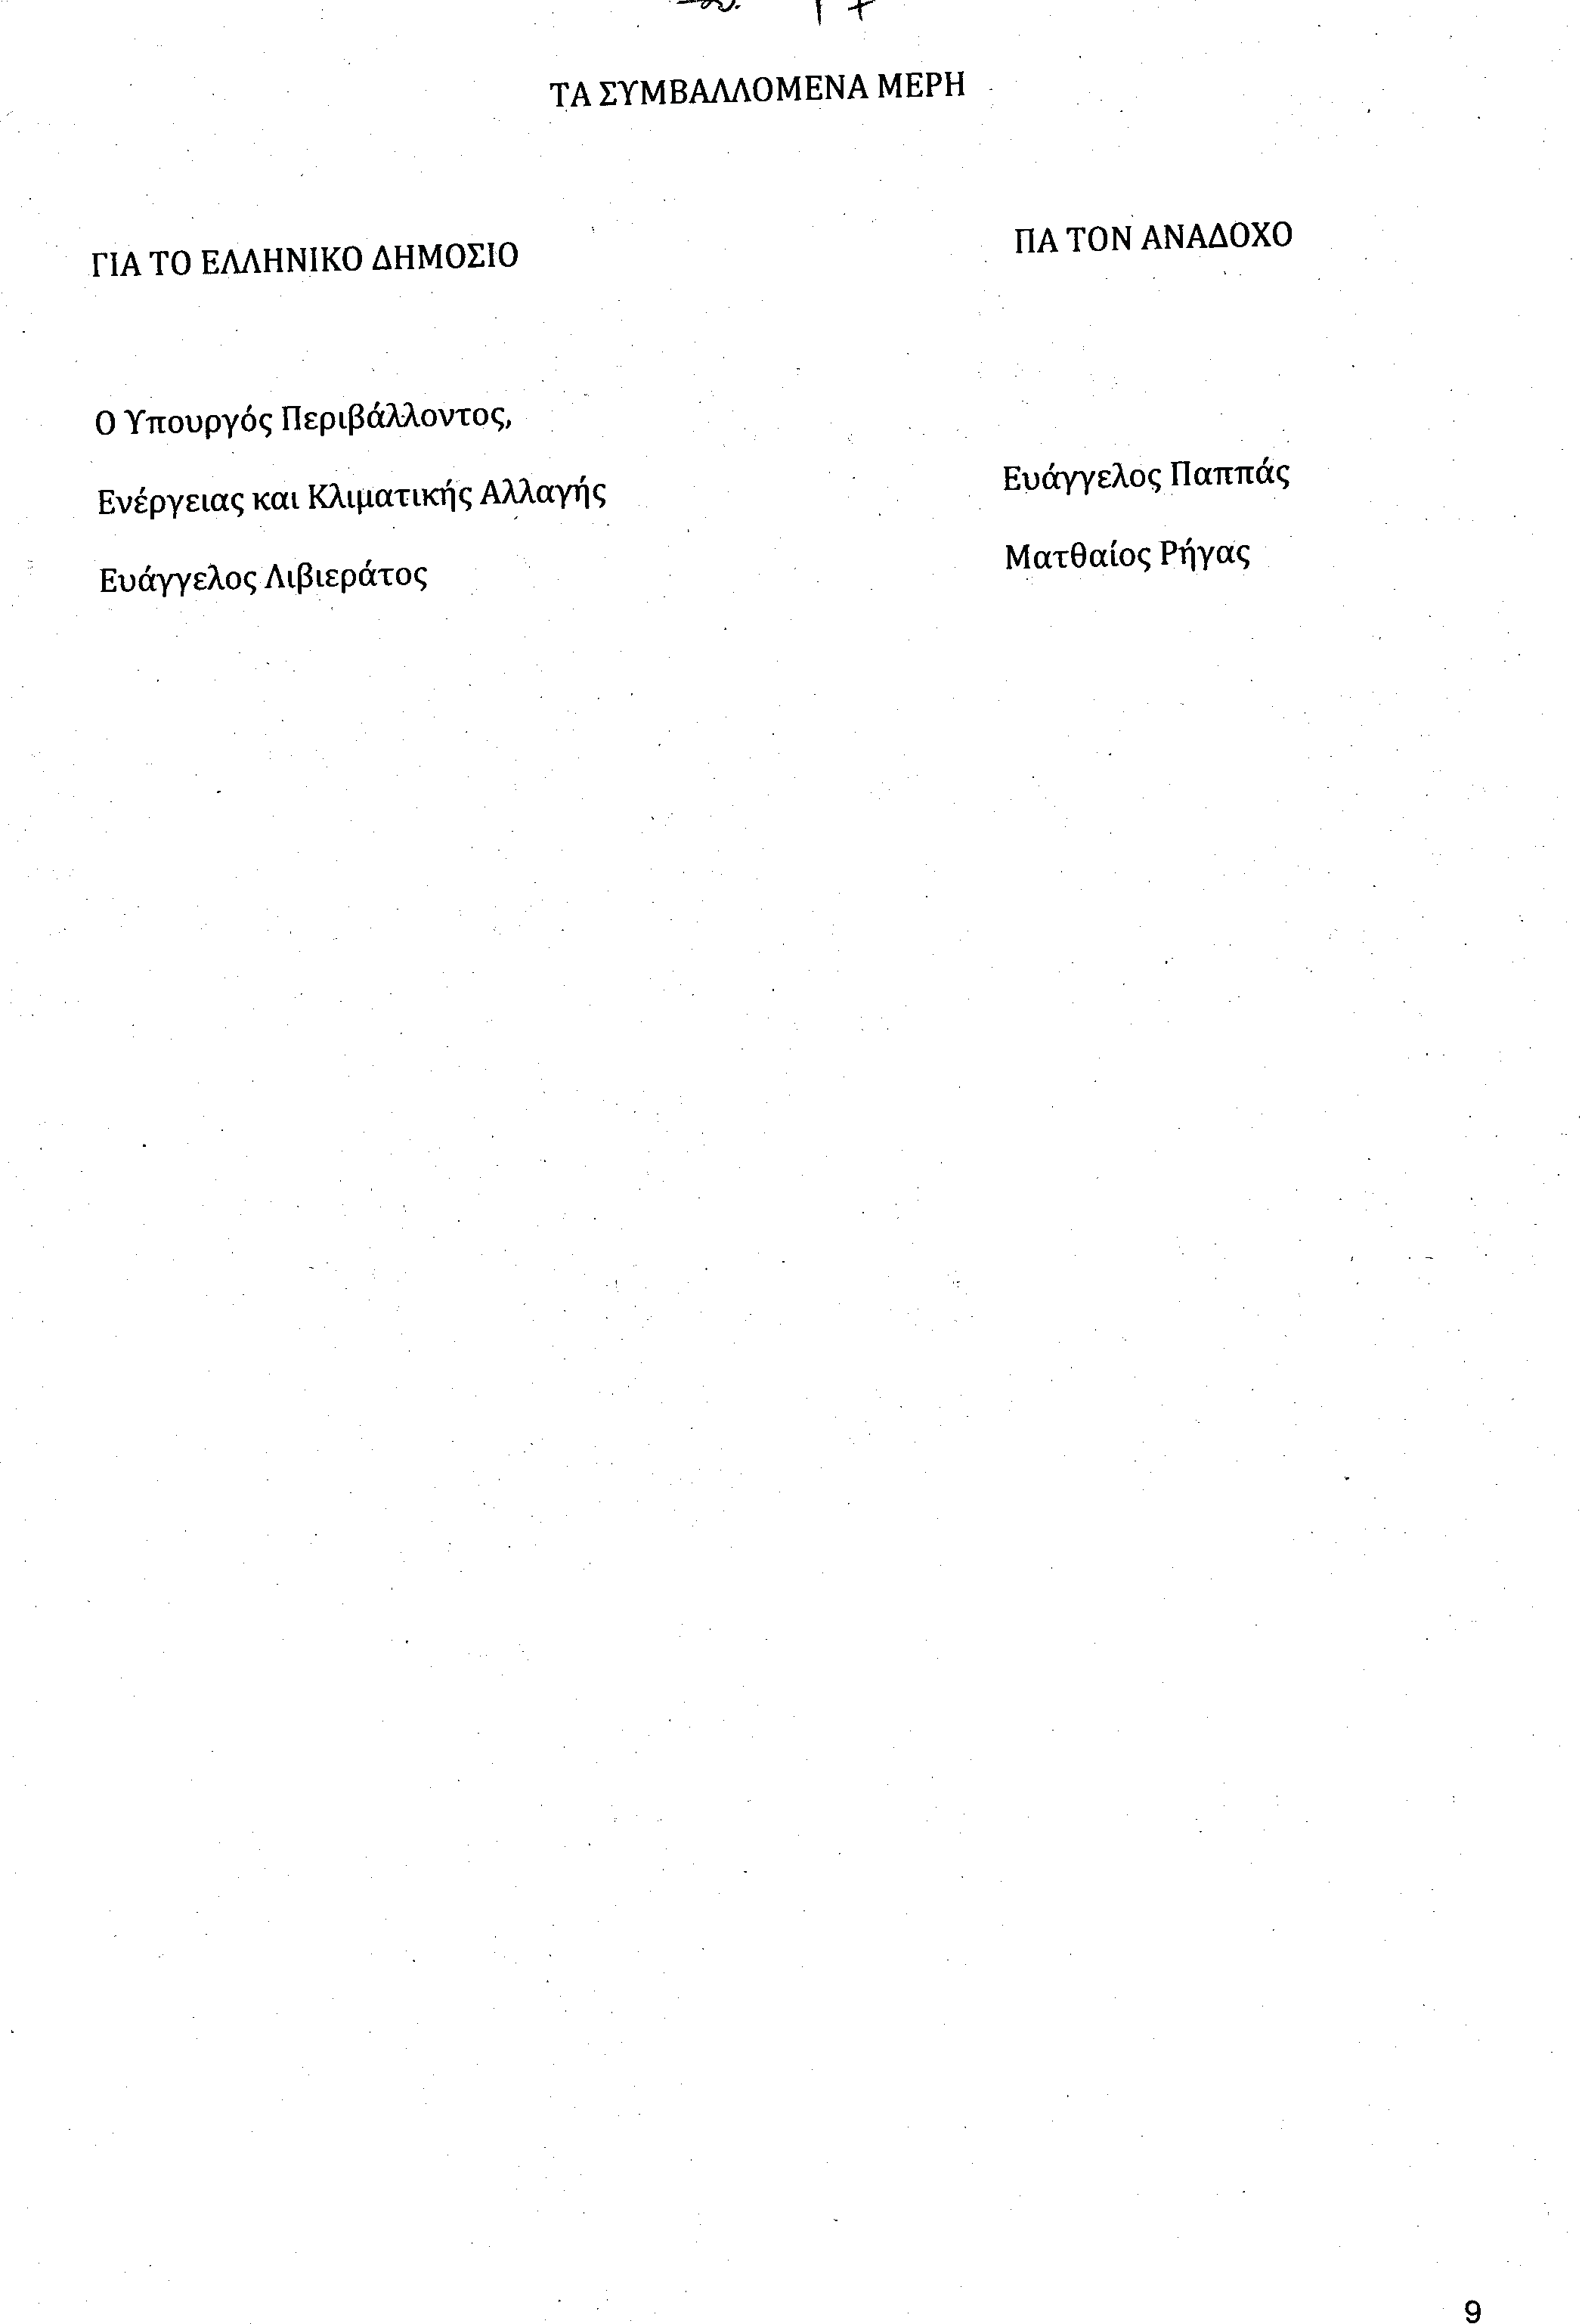 ΤΑ ΣΥΜΒΑΛΛΟΜΕΝΑ ΜΕΡΗ
ΓΙΑ ΤΟ ΕΛΛΗΝΙΚΟ ΔΗΜΟΣΙΟ
ΠΑ ΤΟΝ ΑΝΑΔΟΧΟ
Ο Υπουργός Περιβάλλοντος,
Ενέργειας και Κλιματικής Αλλαγής
Ευάγγελος Λιβιεράτος
Ευάγγελος Παππάς
Ματθαίος Ρήγας
9